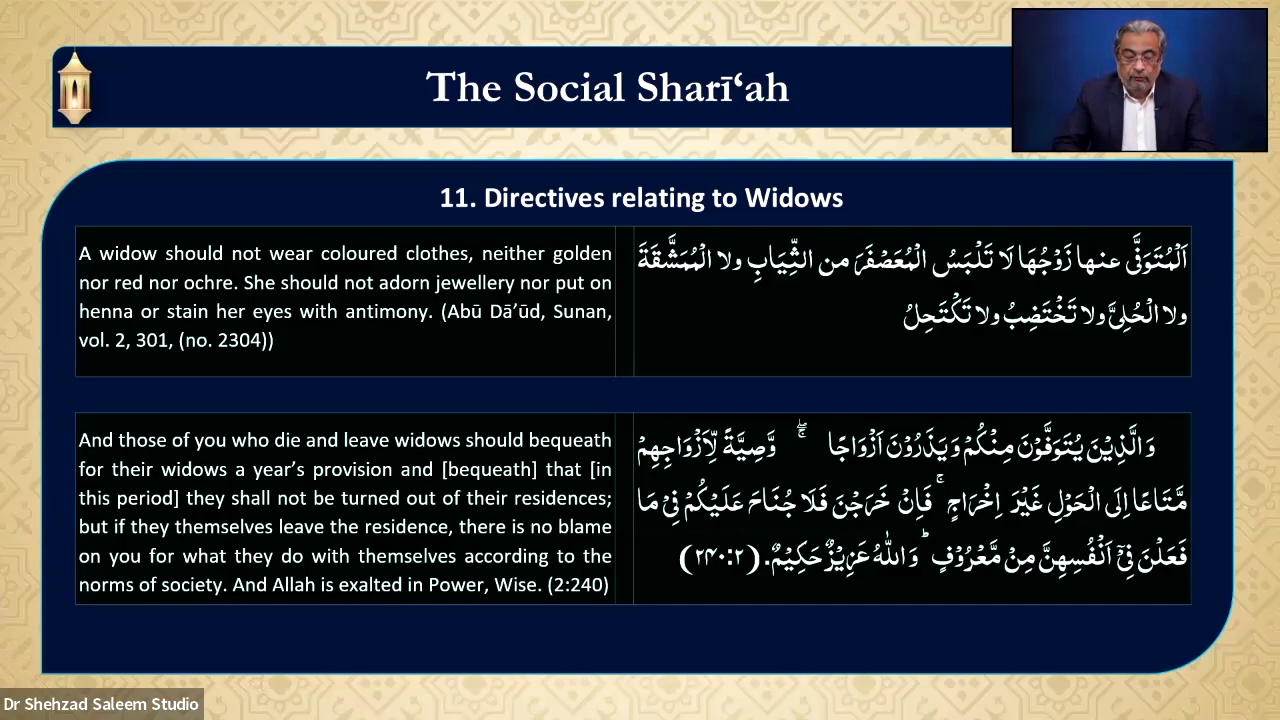 The Social Sharī‘ah
11. Directives relating to Widows
A widow should not wear coloured clothes, neither golden
nor red nor ochre. She should not adorn jewellery nor put on
henna or stain her eyes with antimony. (Abū Dā’ūd, Sunan,
vol. 2, 301, (no. 2304))
اَلْمُتَوَفَّى عنها زَوْجُهَا لَا تَلْبَسُ الْمُعَصْفَرَ من الثِّيَابِ ولا الْمُمَشَّقَةَ
ولا الْحُلِيَّ ولا تَخْتَضِبُ ولا تَكْتَحِلُ
And those of you who die and leave widows should bequeath
for their widows a year’s provision and [bequeath] that [in
this period] they shall not be turned out of their residences;
but if they themselves leave the residence, there is no blame
on you for what they do with themselves according to the
norms of society. And Allah is exalted in Power, Wise. (2:240)
وَالَّذِيْنَ يُتَوَفَّوْنَ مِنْكُمْ وَيَذَرُوْنَ اَزْوَاجًا ۚۖ وَّصِيَّةً لِّاَزْوَاجِهِمْ
مَّتَاعًا اِلَى الْحَوْلِ غَيْرَ اِخْرَاجٍ ۚ فَاِنْ خَرَجْنَ فَلَا جُنَاحَ عَلَيْكُمْ فِيْ مَا
فَعَلْنَ فِيْٓ اَنْفُسِهِنَّ مِنْ مَّعْرُوْفٍ ؕ وَاللّٰهُ عَزِيْزٌ حَكِيْمٌ. (۲:۲۴۰)
Dr Shehzad Saleem Studio